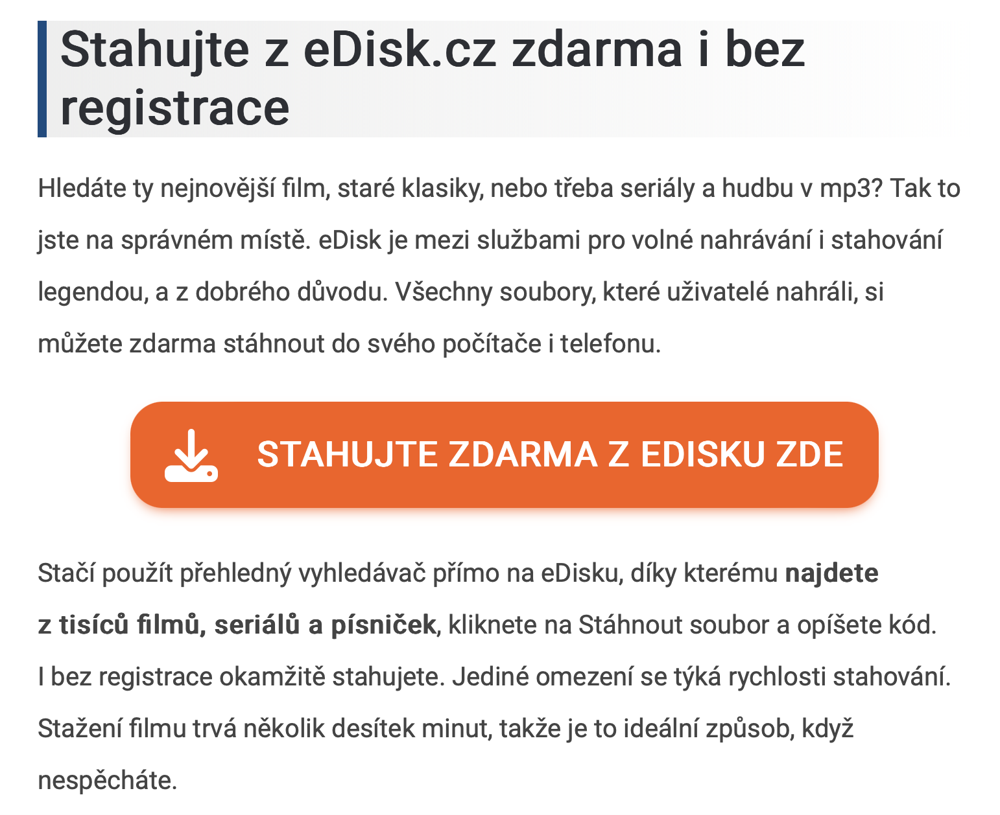 Stahujte z eDisk.cz zdarma i bez
registrace
Hledáte ty nejnovější film, staré klasiky, nebo třeba seriály a hudbu v mp3? Tak to
jste na správném místě. eDisk je mezi službami pro volné nahrávání i stahování
legendou, a z dobrého důvodu. Všechny soubory, které uživatelé nahráli, si
můžete zdarma stáhnout do svého počítače i telefonu.
STAHUJTE ZDARMA Z EDISKU ZDE
Stačí použít přehledný vyhledávač přímo na eDisku, díky kterému najdete
z tisíců filmů, seriálů a písniček, kliknete na Stáhnout soubor a opíšete kód.
I bez registrace okamžitě stahujete. Jediné omezení se týká rychlosti stahování.
Stažení filmu trvá několik desítek minut, takže je to ideální způsob, když
nespěcháte.